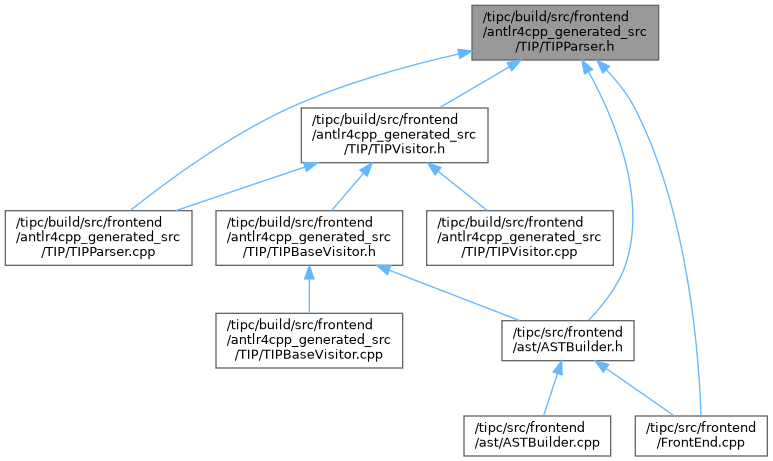 /tipc/build/src/frontend
/antlr4cpp_generated_src
/TIP/TIPParser.h
/tipc/build/src/frontend
/antlr4cpp_generated_src
/TIP/TIPVisitor.h
/tipc/build/src/frontend
/antlr4cpp_generated_src
/TIP/TIPParser.cpp
/tipc/build/src/frontend
/antlr4cpp_generated_src
/TIP/TIPBaseVisitor.h
/tipc/build/src/frontend
/antlr4cpp_generated_src
/TIP/TIPVisitor.cpp
/tipc/build/src/frontend
/antlr4cpp_generated_src
/TIP/TIPBaseVisitor.cpp
/tipc/src/frontend
/ast/ASTBuilder.h
/tipc/src/frontend
/ast/ASTBuilder.cpp
/tipc/src/frontend
/FrontEnd.cpp